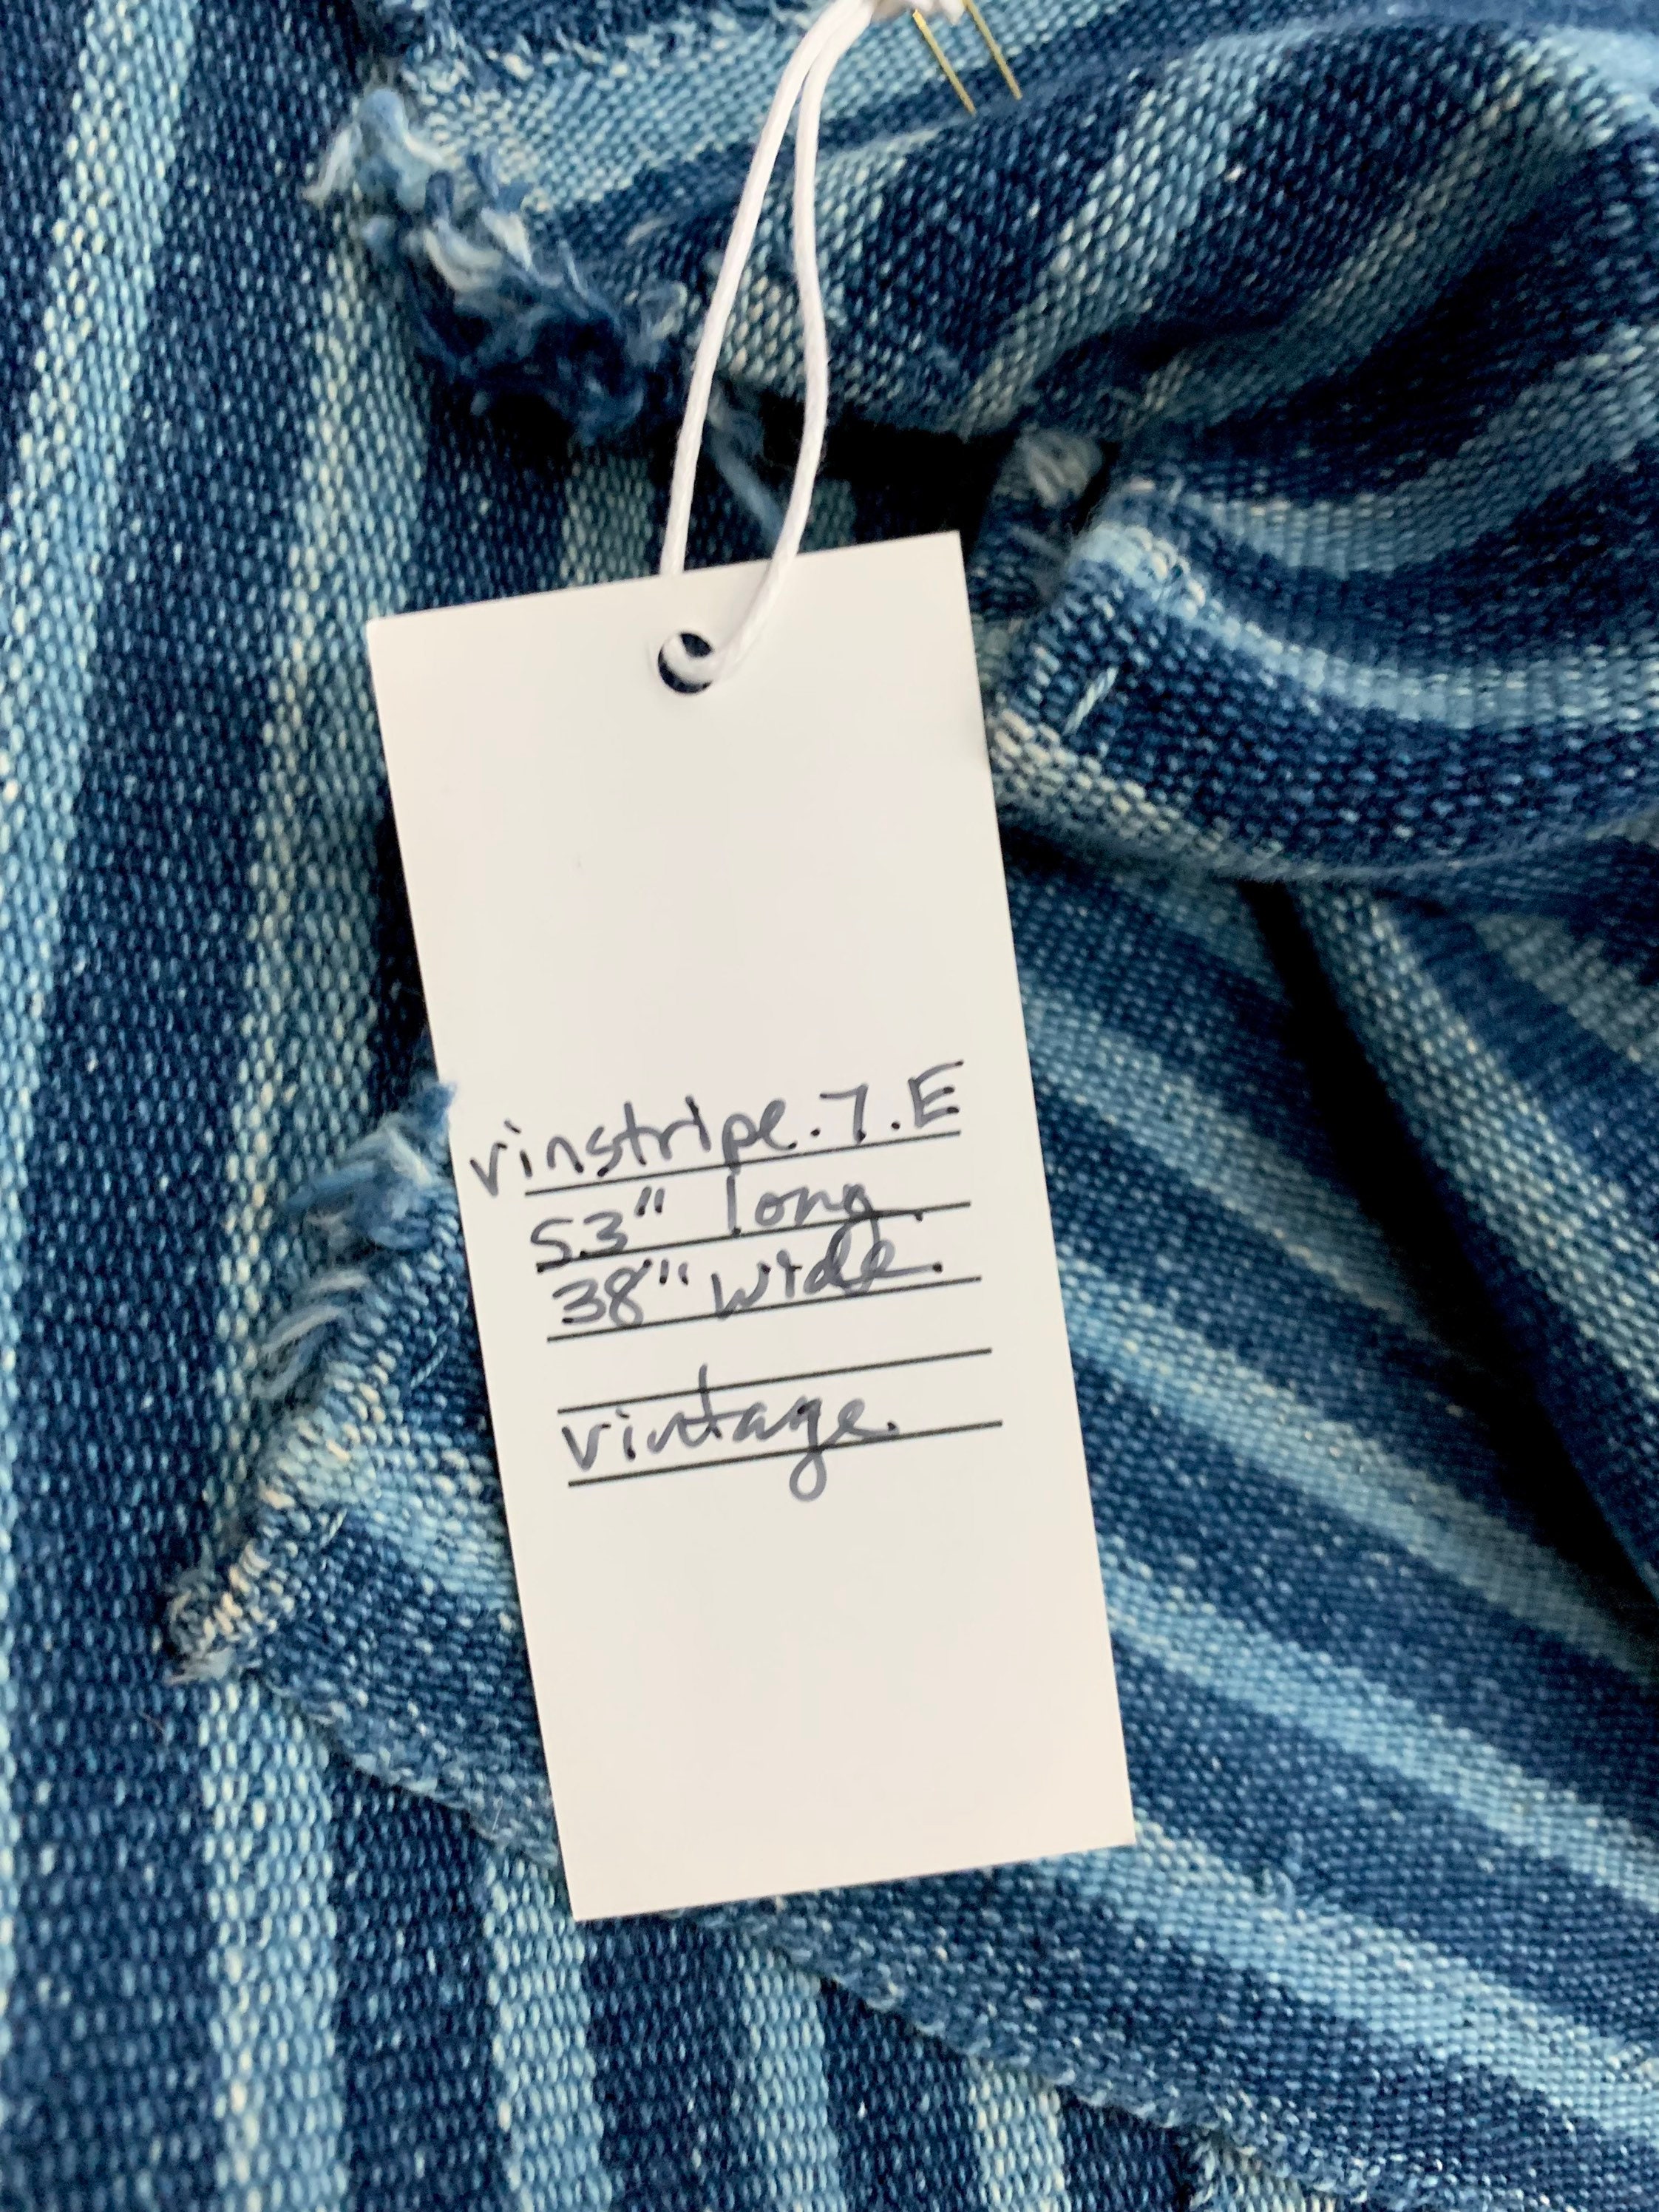 vinstripe.7.E
53" long.
38" wide.
vintage.